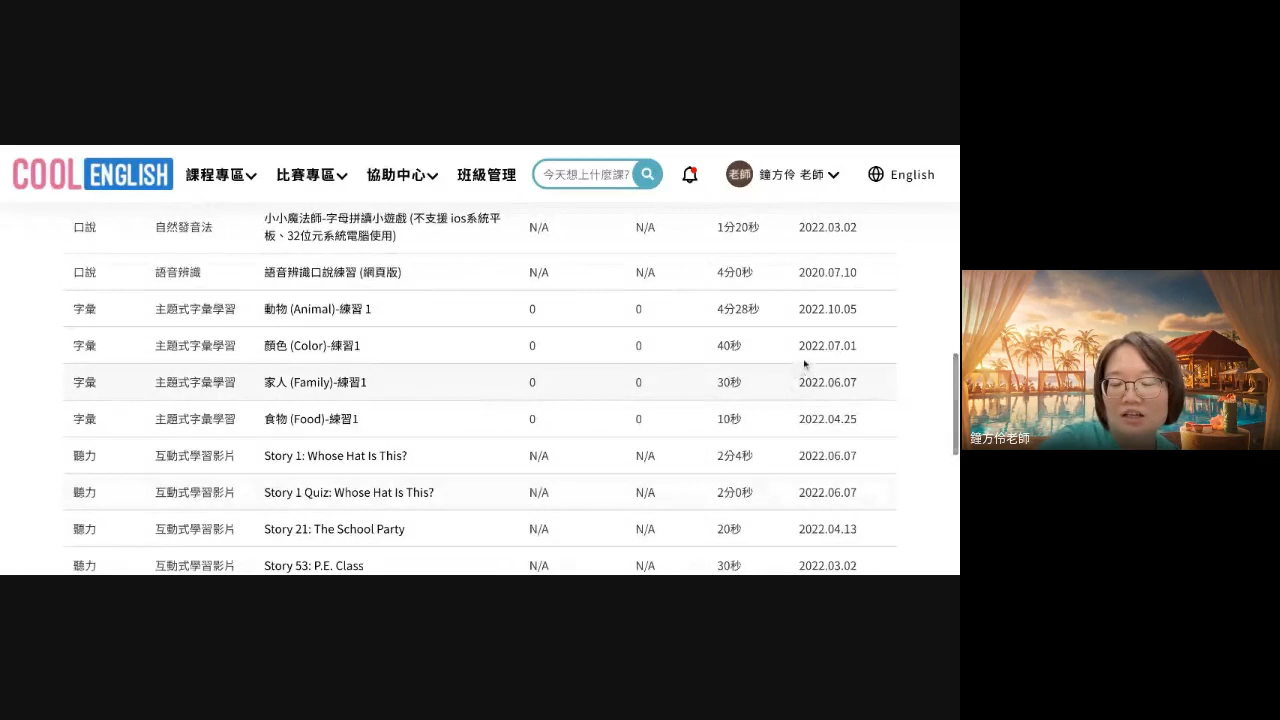 COOL ENGLISH 課程專區 比賽專區 協助中心 班級管理 今天想上什麼課? 老師 鐘方伶 老師 English
口說 自然發音法 小小魔法師-字母拼讀小遊戲 (不支援 ios系統平板、32位元系統電腦使用) N/A N/A 1分20秒 2022.03.02
口說 語音辨識 語音辨識口說練習 (網頁版) N/A N/A 4分0秒 2020.07.10
字彙 主題式字彙學習 動物 (Animal)-練習 1 0 0 4分28秒 2022.10.05
字彙 主題式字彙學習 顏色 (Color)-練習1 0 0 40秒 2022.07.01
字彙 主題式字彙學習 家人 (Family)-練習1 0 0 30秒 2022.06.07
字彙 主題式字彙學習 食物 (Food)-練習1 0 0 10秒 2022.04.25
聽力 互動式學習影片 Story 1: Whose Hat Is This? N/A N/A 2分4秒 2022.06.07
聽力 互動式學習影片 Story 1 Quiz: Whose Hat Is This? N/A N/A 2分0秒 2022.06.07
聽力 互動式學習影片 Story 21: The School Party N/A N/A 20秒 2022.04.13
聽力 互動式學習影片 Story 53: P.E. Class N/A N/A 30秒 2022.03.02
鐘方伶老師